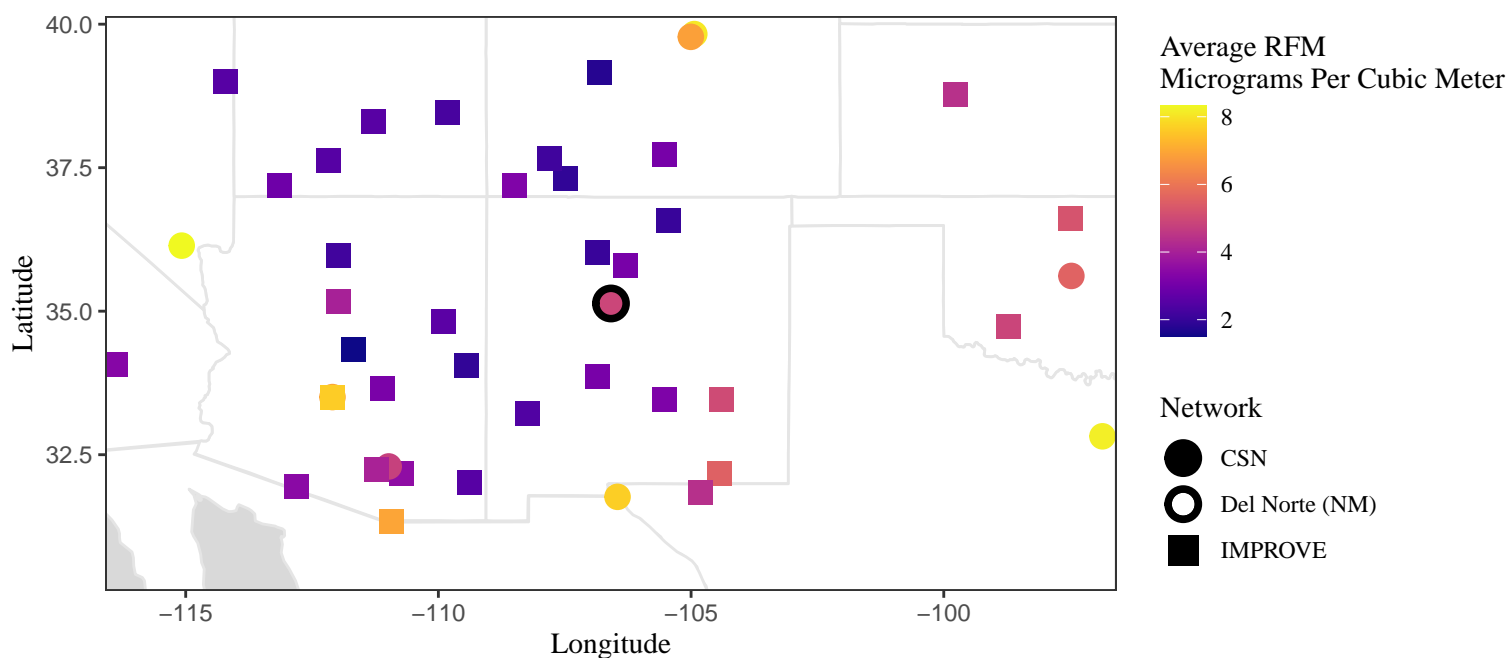 40.0
37.5
35.0
32.5
Latitude
−115
−110
−105
−100
Longitude
Average RFM
Micrograms Per Cubic Meter
8
6
4
2
Network
CSN
Del Norte (NM)
IMPROVE